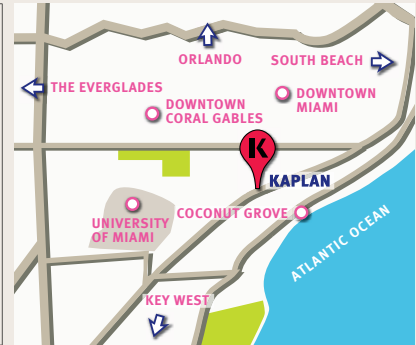 ORLANDO
SOUTH BEACH
THE EVERGLADES
DOWNTOWN
MIAMI
DOWNTOWN
CORAL GABLES
K
KAPLAN
COCONUT GROVE
UNIVERSITY
OF MIAMI
ATLANTIC OCEAN
KEY WEST